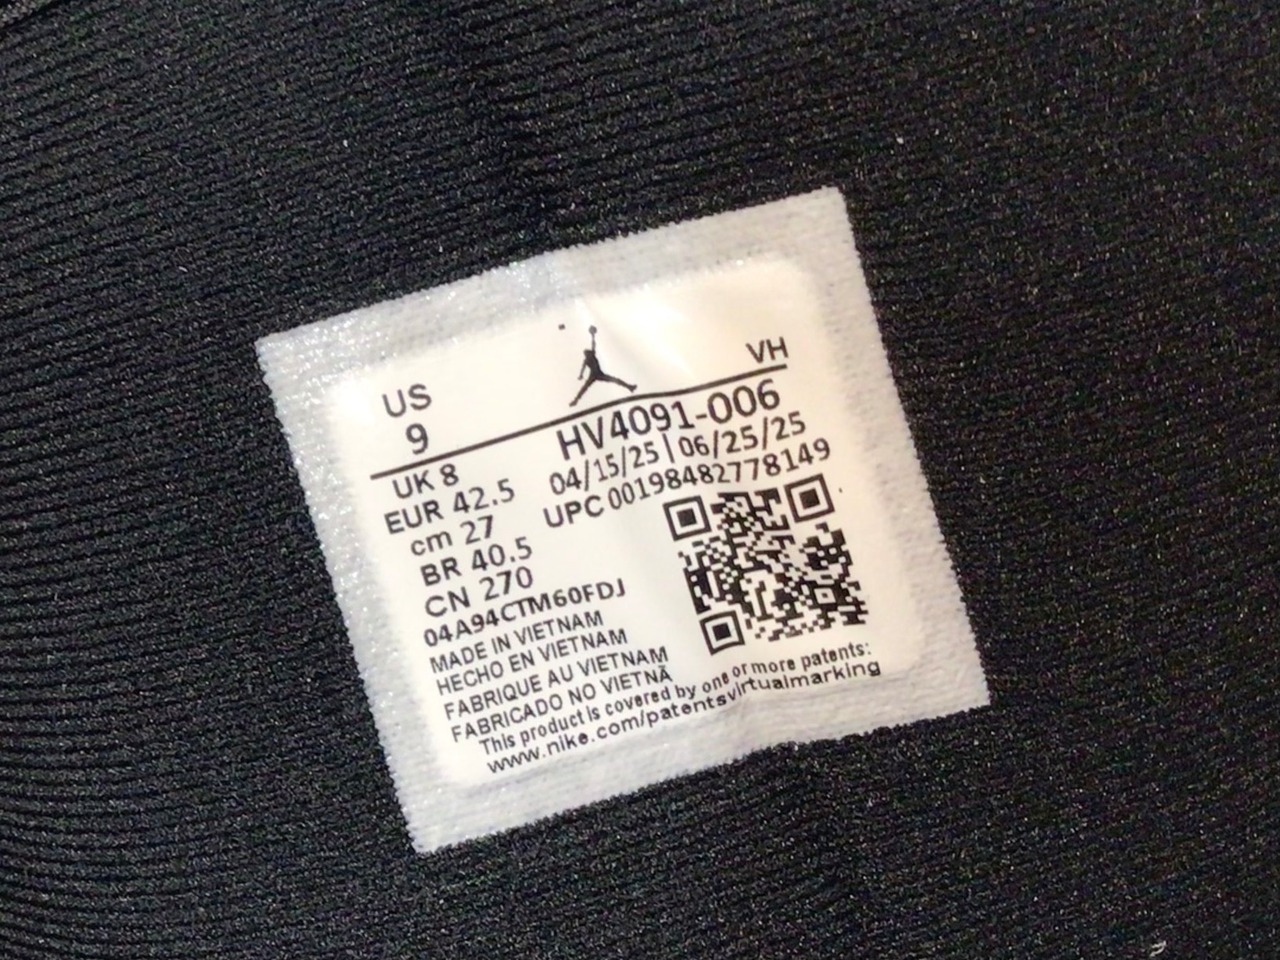 US
9
VH
HV4091-006
04/15/25 | 06/25/25
UPC 00198482778149
UK 8
EUR 42.5
cm 27
BR 40.5
CN 270
04A94CTM60FDJ
MADE IN VIETNAM
HECHO EN VIETNAM
FABRIQUE AU VIETNAM
FABRICADO NO VIETNÃ
This product is covered by one or more patents:
www.nike.com/patentsvirtualmarking